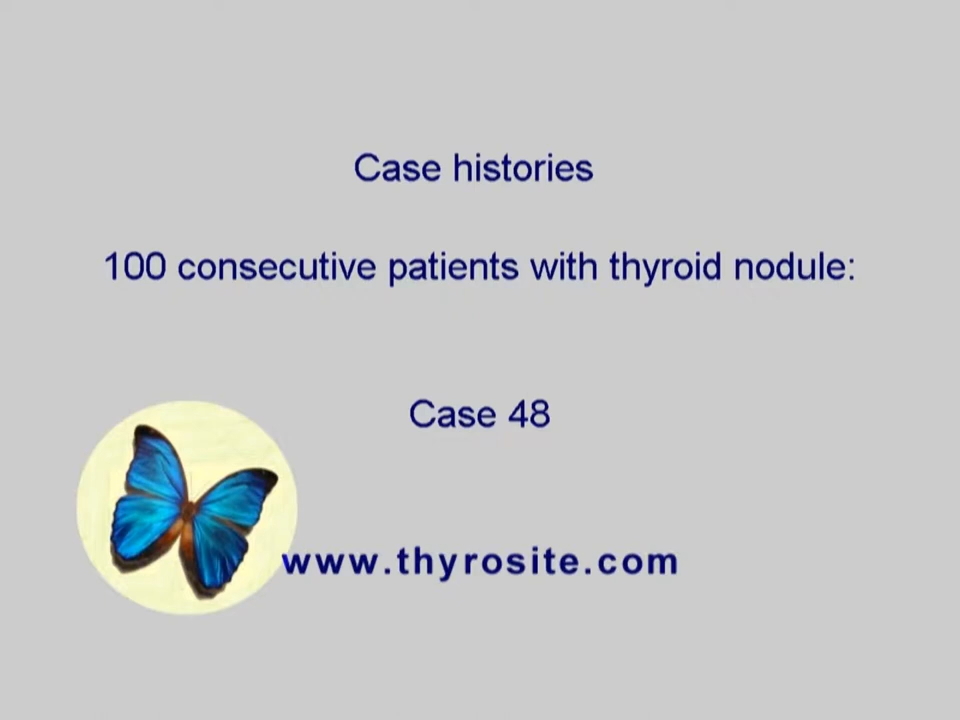 Case histories
100 consecutive patients with thyroid nodule:
Case 48
www.thyrosite.com